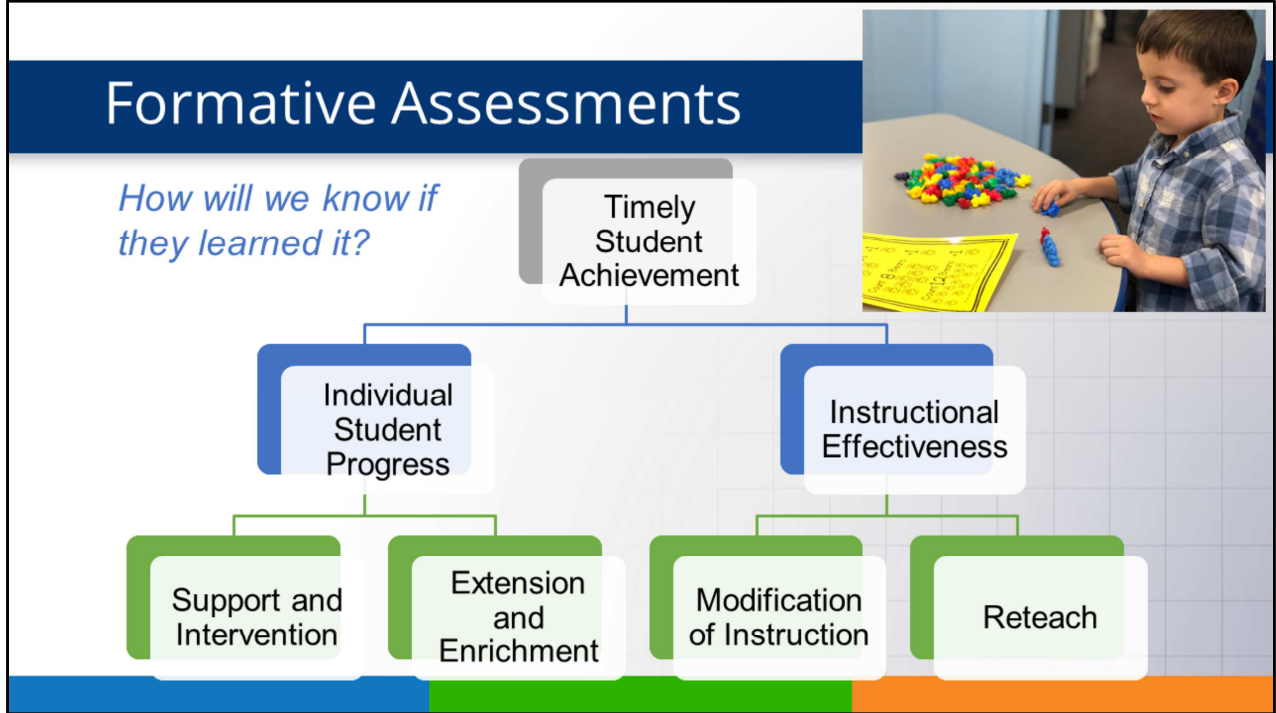 Formative Assessments
How will we know if
they learned it?
Timely
Student
Achievement
Individual
Student
Progress
Instructional
Effectiveness
Support and
Intervention
Extension
and
Enrichment
Modification
of Instruction
Reteach